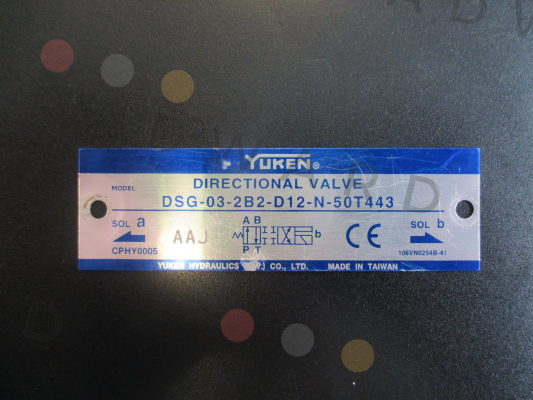 YUKEN®
DIRECTIONAL VALVE
MODEL DSG-03-2B2-D12-N-50T443
SOL a
A B
SOL b
AAJ
b
P T
CPHY0005
106VN0254B-41
YUKEN HYDRAULICS CO., LTD. MADE IN TAIWAN